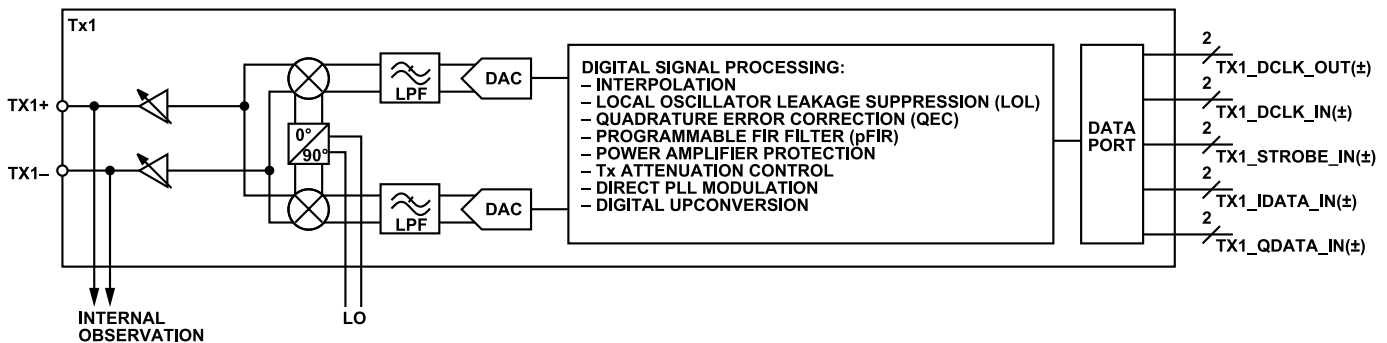 Tx1
TX1+
TX1–
LPF
DAC
0°
90°
LPF
DAC
DIGITAL SIGNAL PROCESSING:
– INTERPOLATION
– LOCAL OSCILLATOR LEAKAGE SUPPRESSION (LOL)
– QUADRATURE ERROR CORRECTION (QEC)
– PROGRAMMABLE FIR FILTER (pFIR)
– POWER AMPLIFIER PROTECTION
– Tx ATTENUATION CONTROL
– DIRECT PLL MODULATION
– DIGITAL UPCONVERSION
DATA
PORT
2
TX1_DCLK_OUT(±)
2
TX1_DCLK_IN(±)
2
TX1_STROBE_IN(±)
2
TX1_IDATA_IN(±)
2
TX1_QDATA_IN(±)
INTERNAL
OBSERVATION
LO